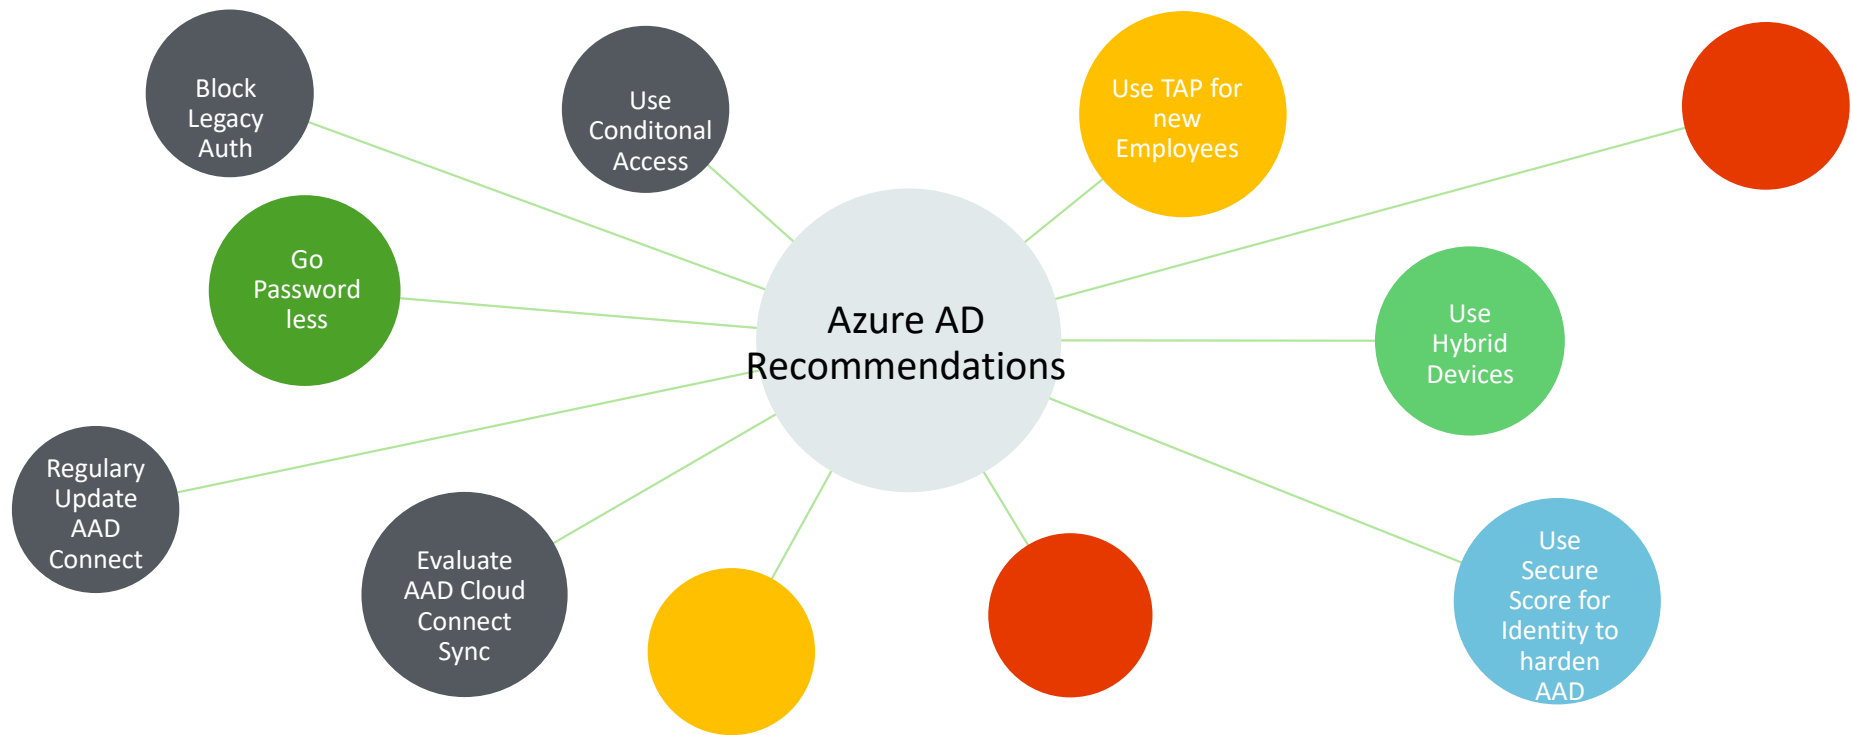 Block
Legacy
Auth
Use
Conditonal
Access
Use TAP for
new
Employees
Go
Password
less
Azure AD
Recommendations
Use
Hybrid
Devices
Regulary
Update
AAD
Connect
Evaluate
AAD Cloud
Connect
Sync
Use
Secure
Score for
Identity to
harden
AAD